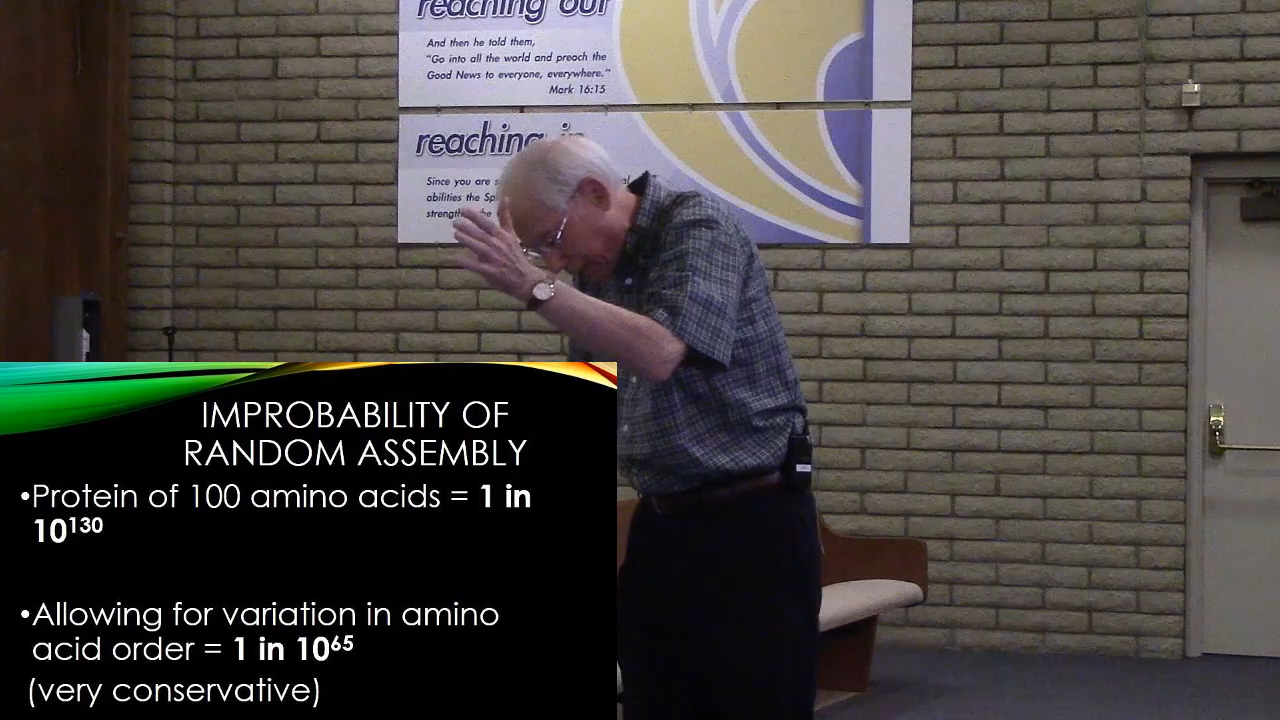 reaching out
And then he told them,
"Go into all the world and preach the
Good News to everyone, everywhere."
Mark 16:15
reaching in
Since you are
abilities the
IMPROBABILITY OF
RANDOM ASSEMBLY
•Protein of 100 amino acids = 1 in
10¹³⁰
•Allowing for variation in amino
acid order = 1 in 10⁶⁵
(very conservative)